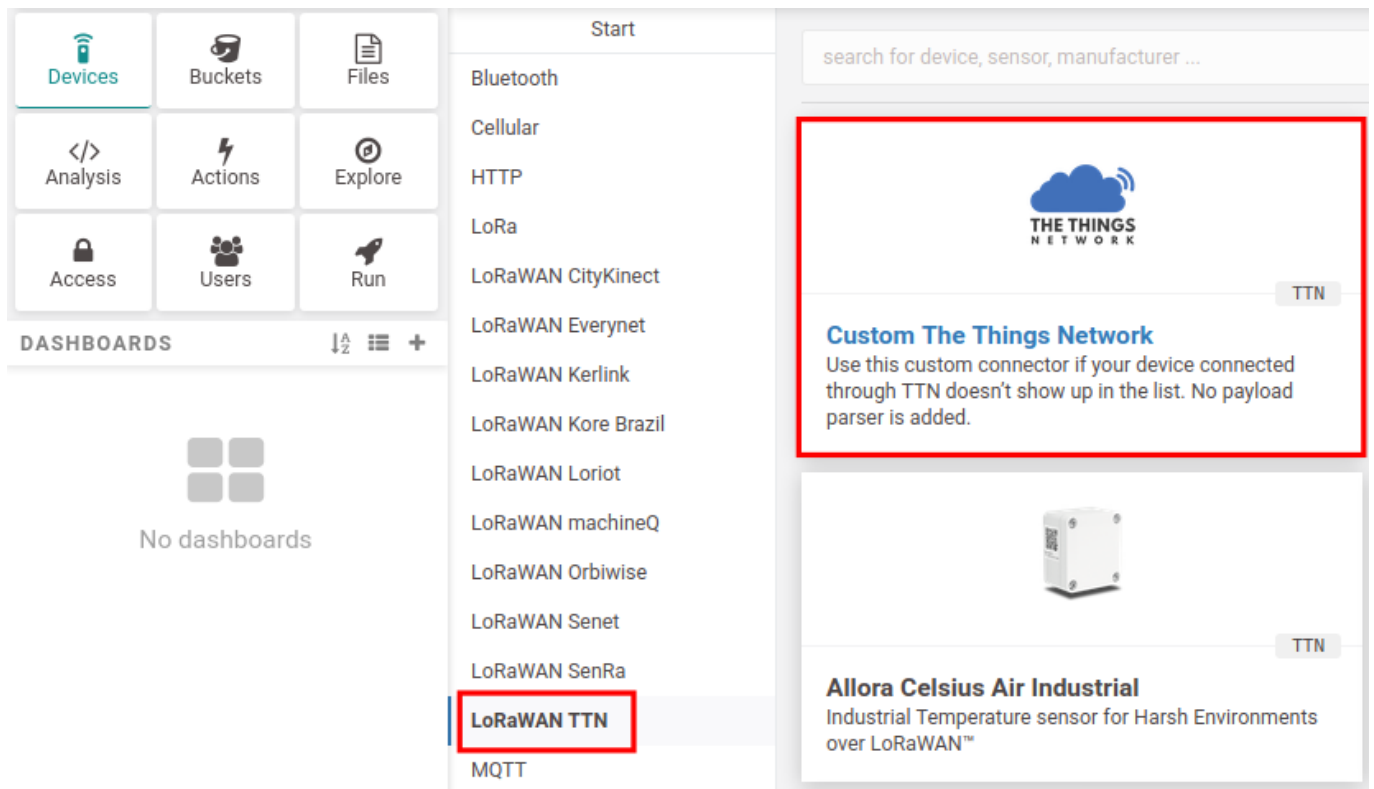 Devices
Buckets
Files
</>
Analysis
Actions
Explore
Access
Users
Run
DASHBOARDS
No dashboards
Start
Bluetooth
Cellular
HTTP
LoRa
LoRaWAN CityKinect
LoRaWAN Everynet
LoRaWAN Kerlink
LoRaWAN Kore Brazil
LoRaWAN Loriot
LoRaWAN machineQ
LoRaWAN Orbiwise
LoRaWAN Senet
LoRaWAN SenRa
LoRaWAN TTN
MQTT
search for device, sensor, manufacturer ...
THE THINGS
NETWORK
TTN
Custom The Things Network
Use this custom connector if your device connected
through TTN doesn’t show up in the list. No payload
parser is added.
TTN
Allora Celsius Air Industrial
Industrial Temperature sensor for Harsh Environments
over LoRaWAN™